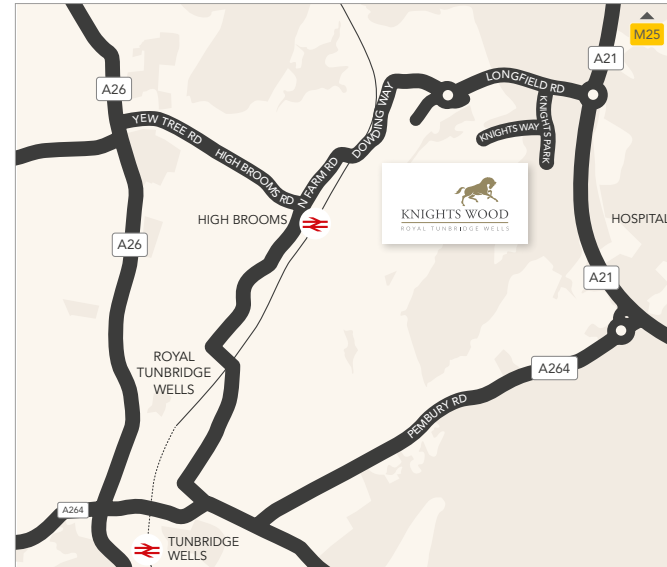 M25
A21
A26
LONGFIELD RD
DOWDING WAY
KNIGHTS PARK
KNIGHTS WAY
YEW TREE RD
HIGH BROOMS RD
N FARM RD
KNIGHTS WOOD
ROYAL TUNBRIDGE WELLS
HIGH BROOMS
HOSPITAL
A26
A21
ROYAL
TUNBRIDGE
WELLS
A264
PEMBURY RD
A264
TUNBRIDGE
WELLS